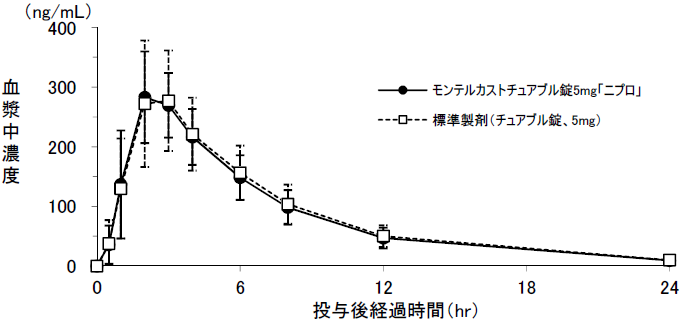 (ng/mL)
400
300
200
100
0
血漿中濃度
モンテルカストチュアブル錠5mg「ニプロ」
標準製剤(チュアブル錠、5mg)
0 6 12 18 24
投与後経過時間(hr)